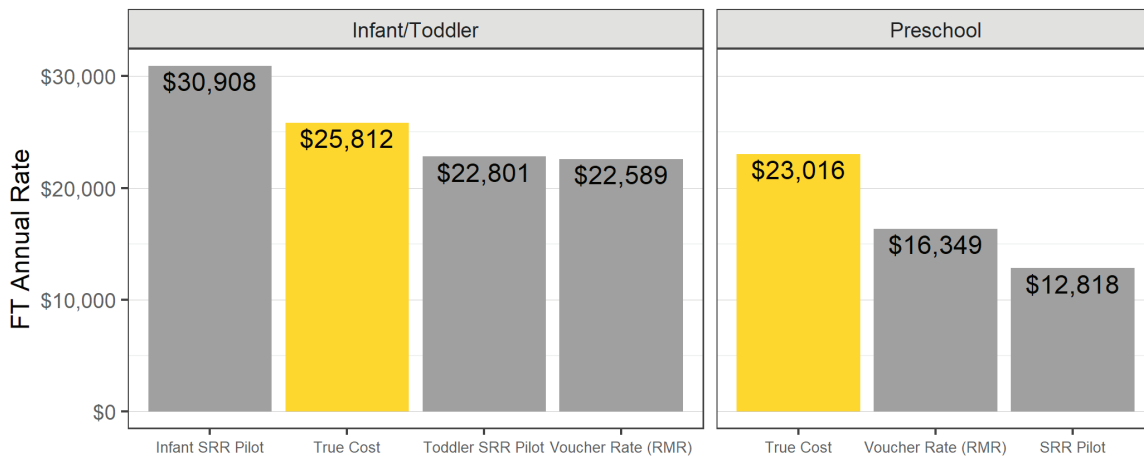 Infant/Toddler
Preschool
FT Annual Rate
$30,000
$20,000
$10,000
$0
$30,908
$25,812
$22,801
$22,589
$23,016
$16,349
$12,818
Infant SRR Pilot
True Cost
Toddler SRR Pilot
Voucher Rate (RMR)
True Cost
Voucher Rate (RMR)
SRR Pilot